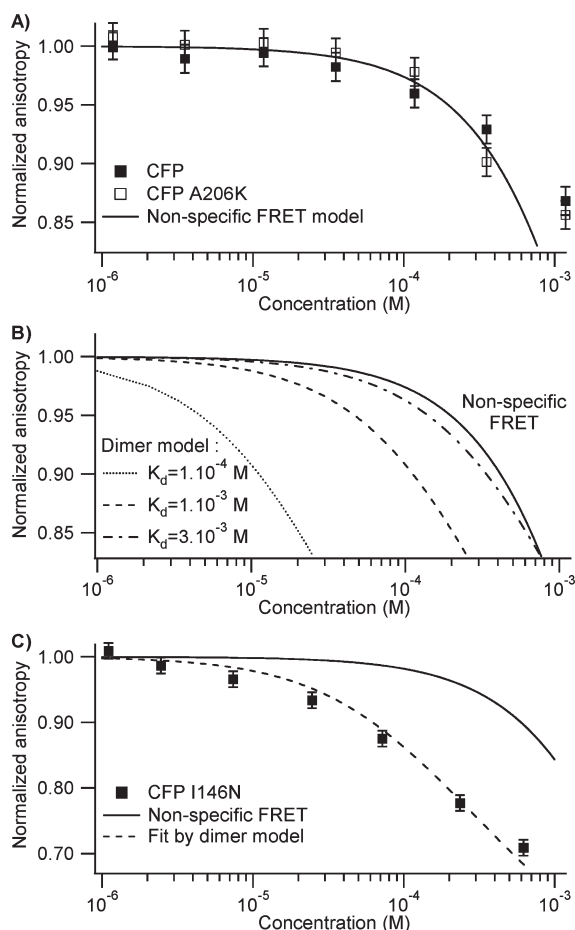 A)
Normalized anisotropy
1.00
0.95
0.90
0.85
CFP
CFP A206K
Non-specific FRET model
10-6
10-5
10-4
10-3
Concentration (M)
B)
Normalized anisotropy
1.00
0.95
0.90
0.85
Non-specific
FRET
Dimer model :
Kd=1.10-4 M
Kd=1.10-3 M
Kd=3.10-3 M
10-6
10-5
10-4
10-3
Concentration (M)
C)
Normalized anisotropy
1.00
0.90
0.80
0.70
CFP I146N
Non-specific FRET
Fit by dimer model
10-6
10-5
10-4
10-3
Concentration (M)